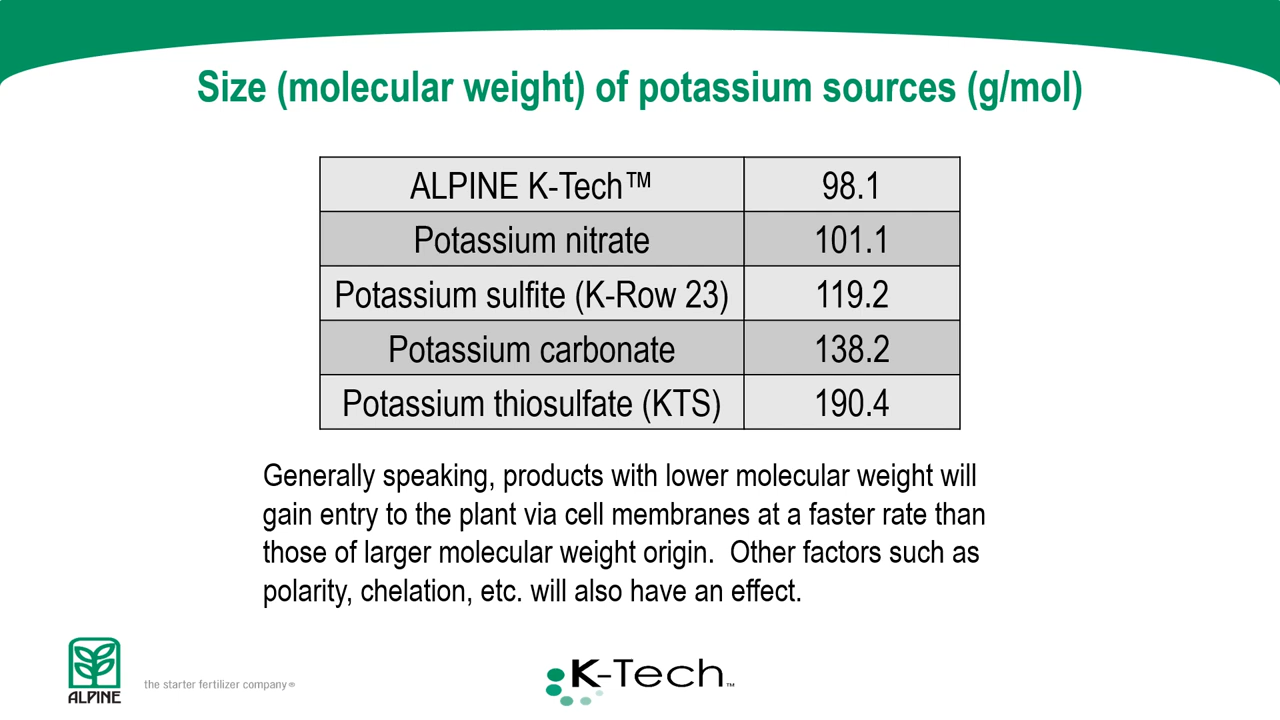 Size (molecular weight) of potassium sources (g/mol)
ALPINE K-Tech™ 98.1
Potassium nitrate 101.1
Potassium sulfite (K-Row 23) 119.2
Potassium carbonate 138.2
Potassium thiosulfate (KTS) 190.4
Generally speaking, products with lower molecular weight will
gain entry to the plant via cell membranes at a faster rate than
those of larger molecular weight origin.  Other factors such as
polarity, chelation, etc. will also have an effect.
ALPINE
the starter fertilizer company®
K-Tech™